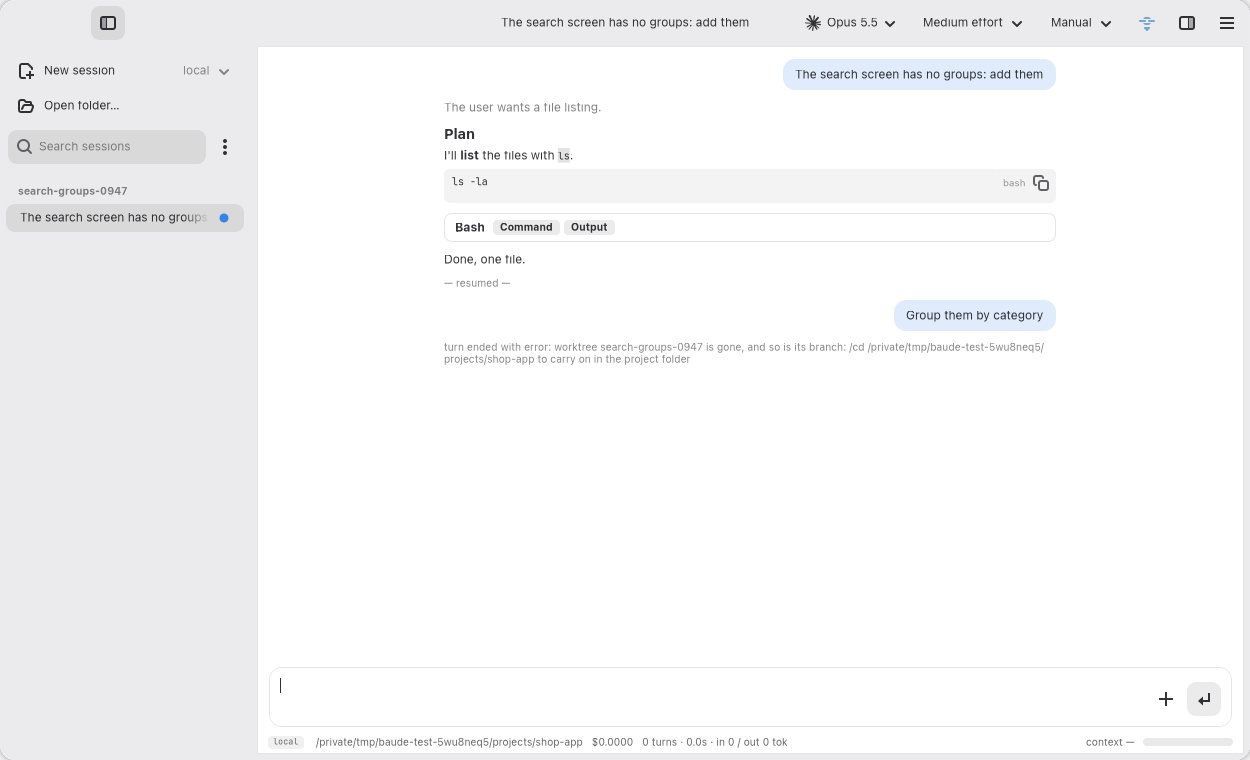 The search screen has no groups: add them
Opus 5.5
Medium effort
Manual
New session
local
Open folder...
Search sessions
search-groups-0947
The search screen has no groups
The search screen has no groups: add them
The user wants a file listing.
Plan
I'll list the files with ls.
ls -la
bash
Bash Command Output
Done, one file.
— resumed —
Group them by category
turn ended with error: worktree search-groups-0947 is gone, and so is its branch: /cd /private/tmp/baude-test-5wu8neq5/
projects/shop-app to carry on in the project folder
local /private/tmp/baude-test-5wu8neq5/projects/shop-app $0.0000 0 turns · 0.0s · in 0 / out 0 tok
context —